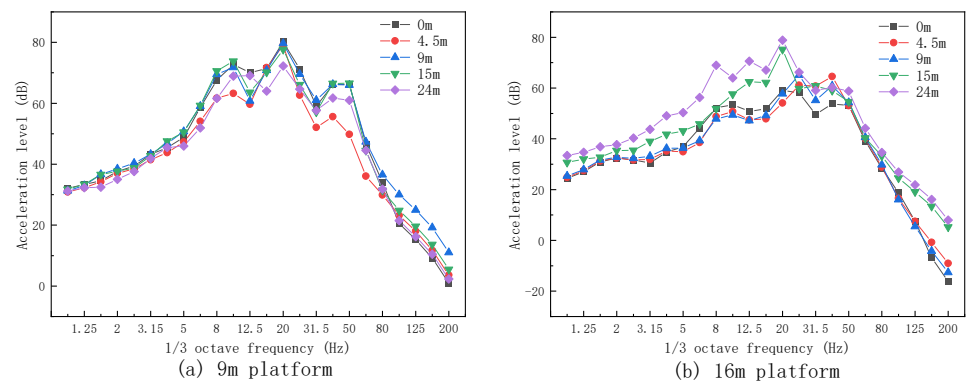 0m
4.5m
9m
15m
24m
80
60
40
20
0
Acceleration level (dB)
1.25 2 3.15 5 8 12.5 20 31.5 50 80 125 200
1/3 octave frequency (Hz)
(a) 9m platform
0m
4.5m
9m
15m
24m
80
60
40
20
0
-20
Acceleration level (dB)
1.25 2 3.15 5 8 12.5 20 31.5 50 80 125 200
1/3 octave frequency (Hz)
(b) 16m platform